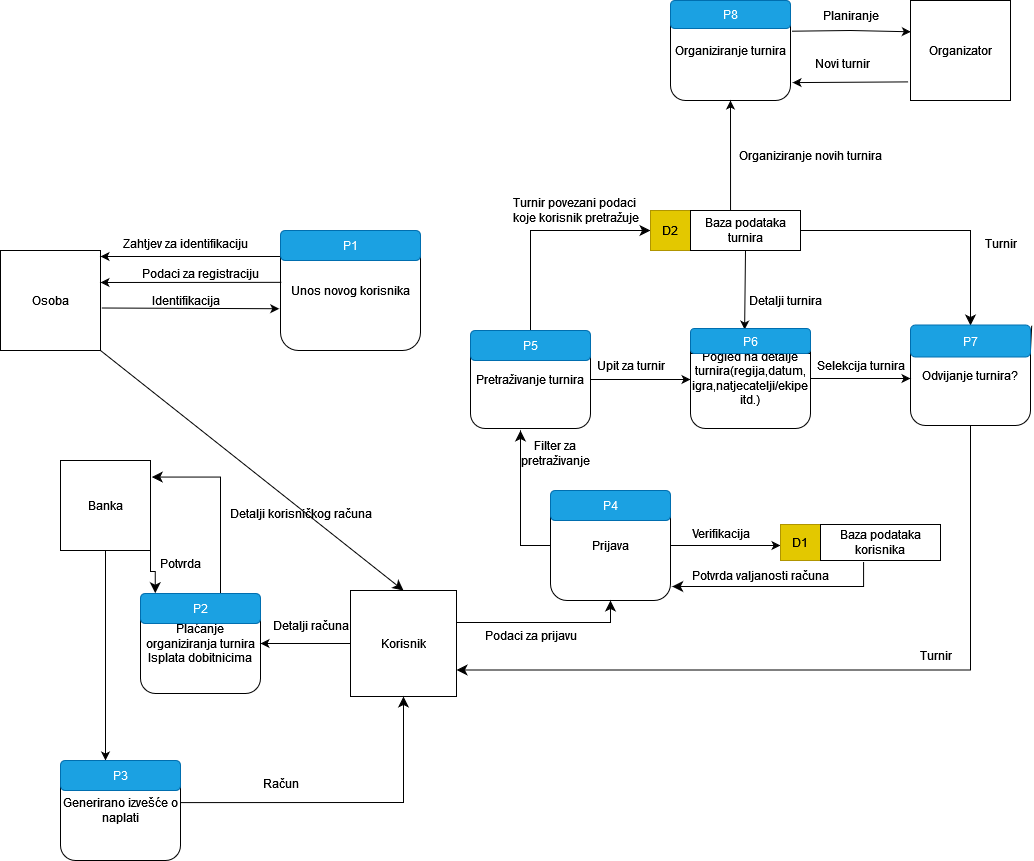 P8
Organiziranje turnira
Planiranje
Novi turnir
Organizator
Organiziranje novih turnira
Turnir povezani podaci
koje korisnik pretražuje
D2
Baza podataka
turnira
Turnir
Zahtjev za identifikaciju
Podaci za registraciju
Identifikacija
Osoba
P1
Unos novog korisnika
Detalji turnira
P5
Pretraživanje turnira
Upit za turnir
P6
Pogled na detalje
turnira(regija,datum,
igra,natjecatelji/ekipe
itd.)
Selekcija turnira
P7
Odvijanje turnira?
Filter za
pretraživanje
Banka
Detalji korisničkog računa
Potvrda
P4
Prijava
Verifikacija
D1
Baza podataka
korisnika
Potvrda valjanosti računa
P2
Plaćanje
organiziranja turnira
Isplata dobitnicima
Detalji računa
Korisnik
Podaci za prijavu
Turnir
P3
Generirano izvešće o
naplati
Račun